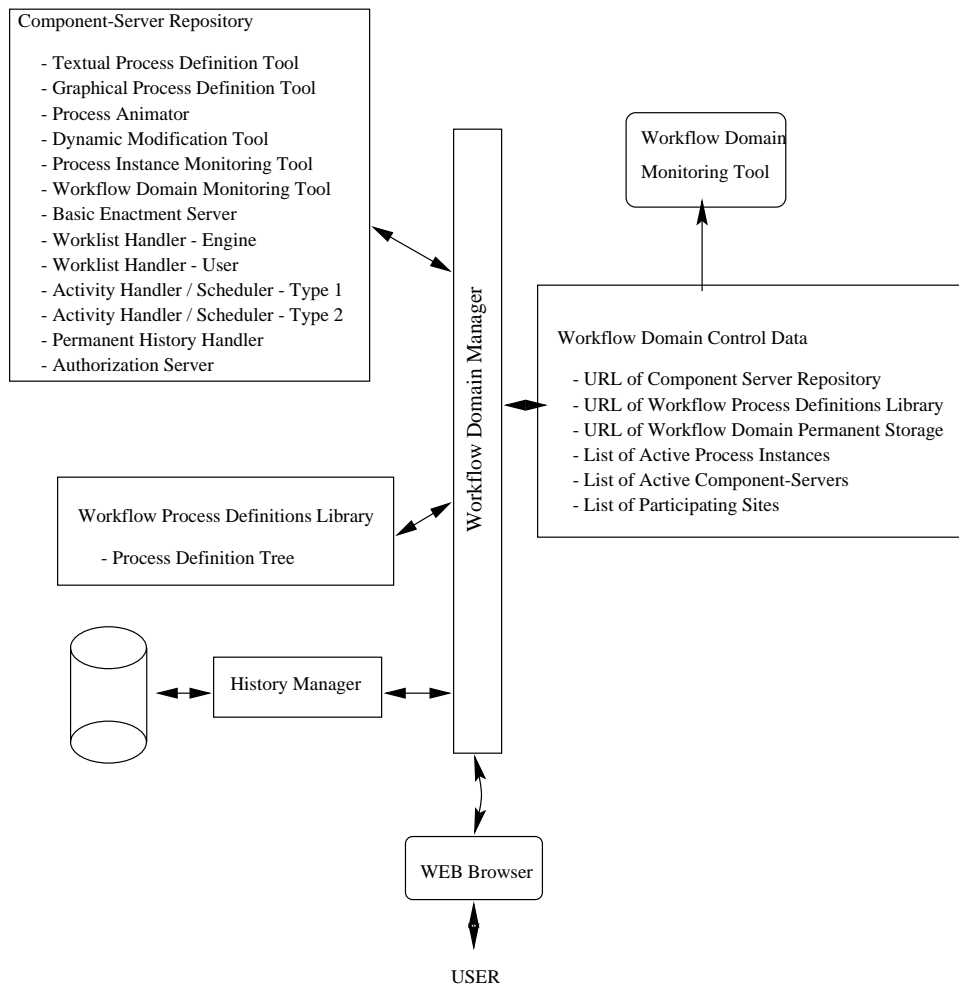 Component-Server Repository
- Textual Process Definition Tool
- Graphical Process Definition Tool
- Process Animator
- Dynamic Modification Tool
- Process Instance Monitoring Tool
- Workflow Domain Monitoring Tool
- Basic Enactment Server
- Worklist Handler - Engine
- Worklist Handler - User
- Activity Handler / Scheduler - Type 1
- Activity Handler / Scheduler - Type 2
- Permanent History Handler
- Authorization Server
Workflow Domain
Monitoring Tool
Workflow Domain Manager
Workflow Domain Control Data
- URL of Component Server Repository
- URL of Workflow Process Definitions Library
- URL of Workflow Domain Permanent Storage
- List of Active Process Instances
- List of Active Component-Servers
- List of Participating Sites
Workflow Process Definitions Library
- Process Definition Tree
History Manager
WEB Browser
USER